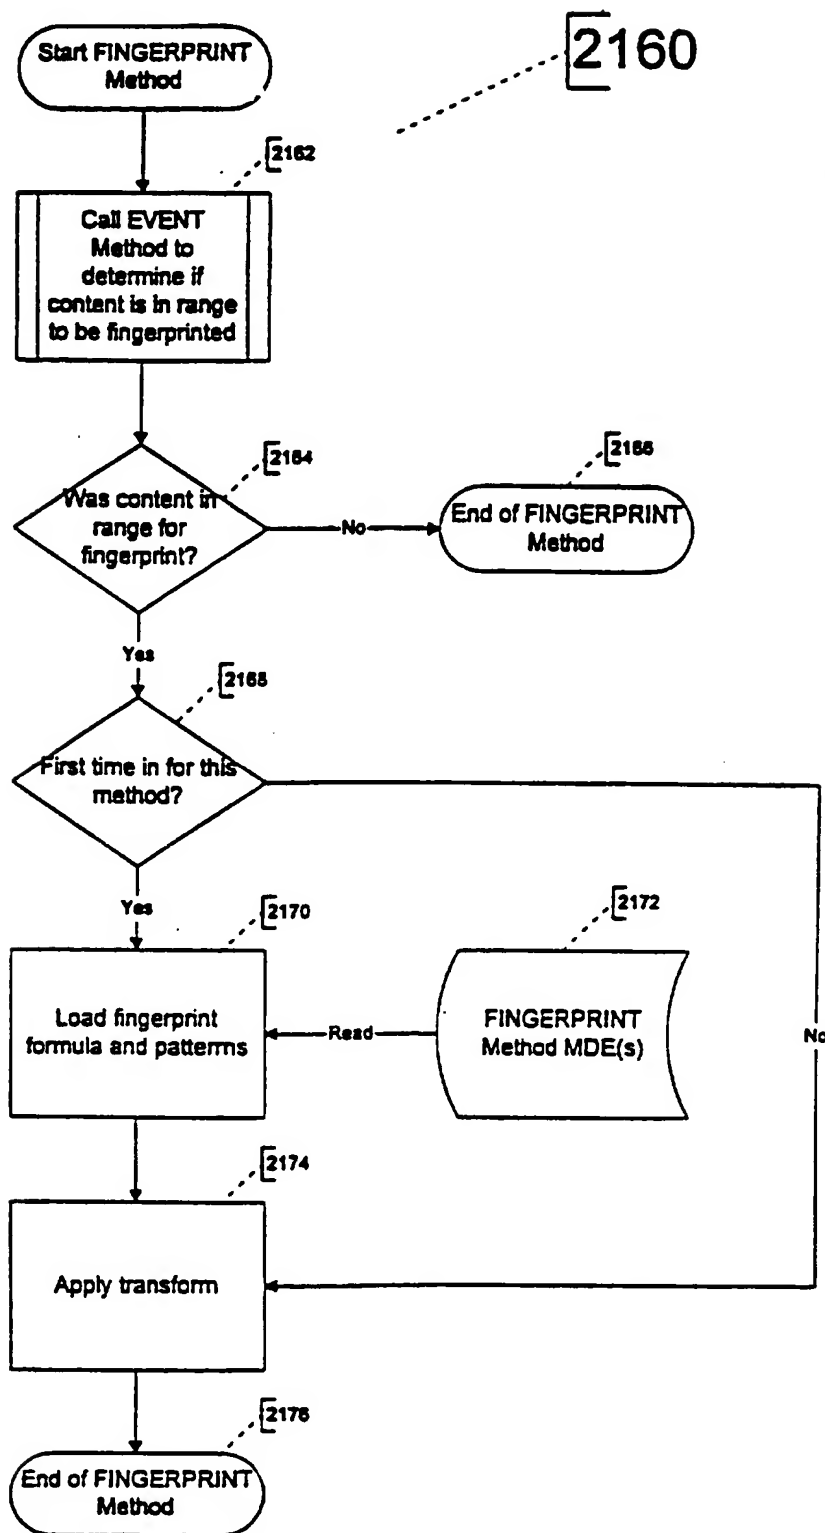 Start FINGERPRINT
Method
2160
2162
Call EVENT
Method to
determine if
content is in range
to be fingerprinted
2164
Was content in
range for
fingerprint?
No
2166
End of FINGERPRINT
Method
Yes
2168
First time in for this
method?
Yes
2170
Load fingerprint
formula and patterms
Read
2172
FINGERPRINT
Method MDE(s)
No
2174
Apply transform
2176
End of FINGERPRINT
Method